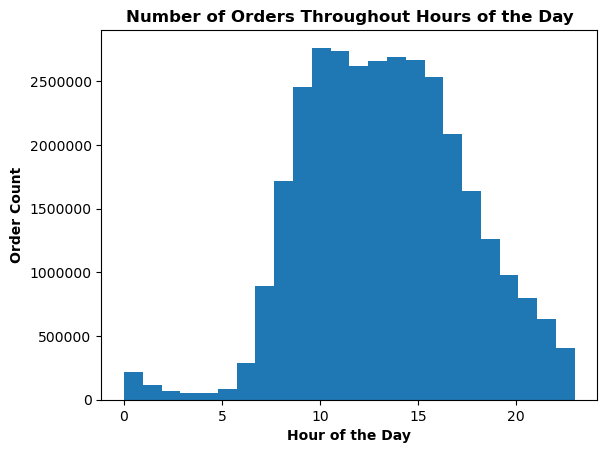 Number of Orders Throughout Hours of the Day
Order Count
2500000
2000000
1500000
1000000
500000
0
0 5 10 15 20
Hour of the Day